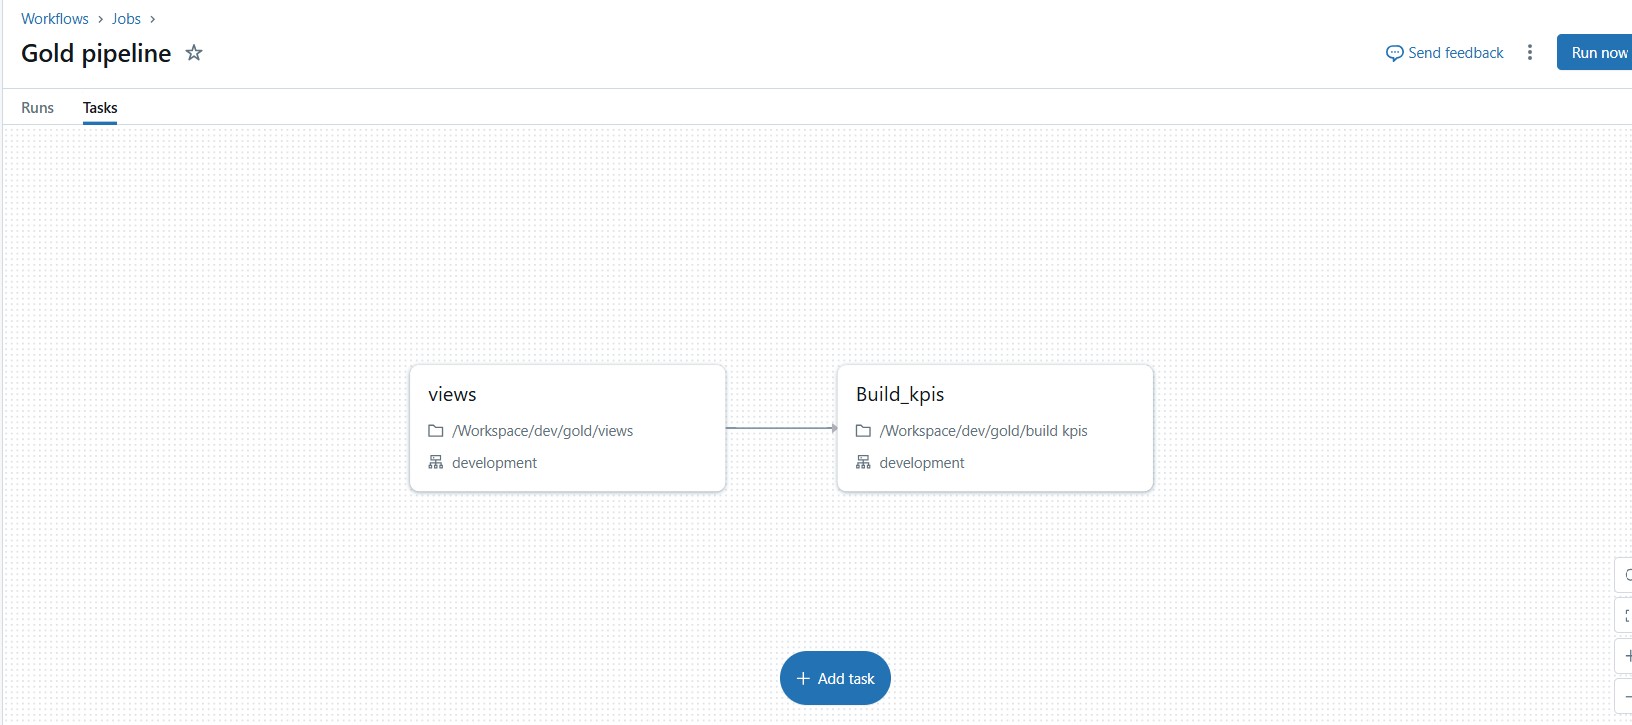 Workflows > Jobs >
Gold pipeline
Send feedback
Run now
Runs Tasks
views
/Workspace/dev/gold/views
development
Build_kpis
/Workspace/dev/gold/build kpis
development
+ Add task